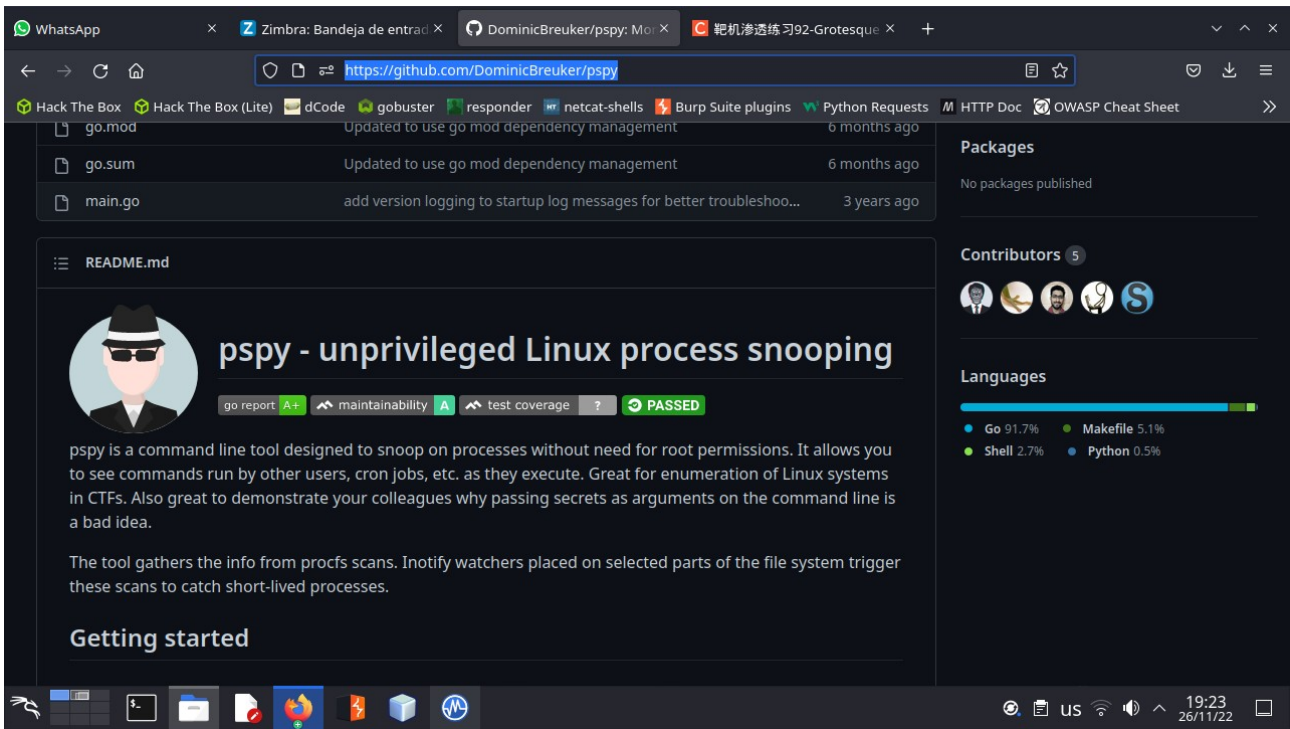 WhatsApp
Zimbra: Bandeja de entrad
DominicBreuker/pspy: Mor
靶机渗透练习92-Grotesque
https://github.com/DominicBreuker/pspy
Hack The Box
Hack The Box (Lite)
dCode
gobuster
responder
netcat-shells
Burp Suite plugins
Python Requests
HTTP Doc
OWASP Cheat Sheet
go.mod Updated to use go mod dependency management 6 months ago
go.sum Updated to use go mod dependency management 6 months ago
main.go add version logging to startup log messages for better troubleshoo... 3 years ago
README.md
pspy - unprivileged Linux process snooping
go report A+ maintainability A test coverage ? PASSED
pspy is a command line tool designed to snoop on processes without need for root permissions. It allows you
to see commands run by other users, cron jobs, etc. as they execute. Great for enumeration of Linux systems
in CTFs. Also great to demonstrate your colleagues why passing secrets as arguments on the command line is
a bad idea.
The tool gathers the info from procfs scans. Inotify watchers placed on selected parts of the file system trigger
these scans to catch short-lived processes.
Getting started
Packages
No packages published
Contributors 5
Languages
Go 91.7% Makefile 5.1%
Shell 2.7% Python 0.5%
us
19:23
26/11/22